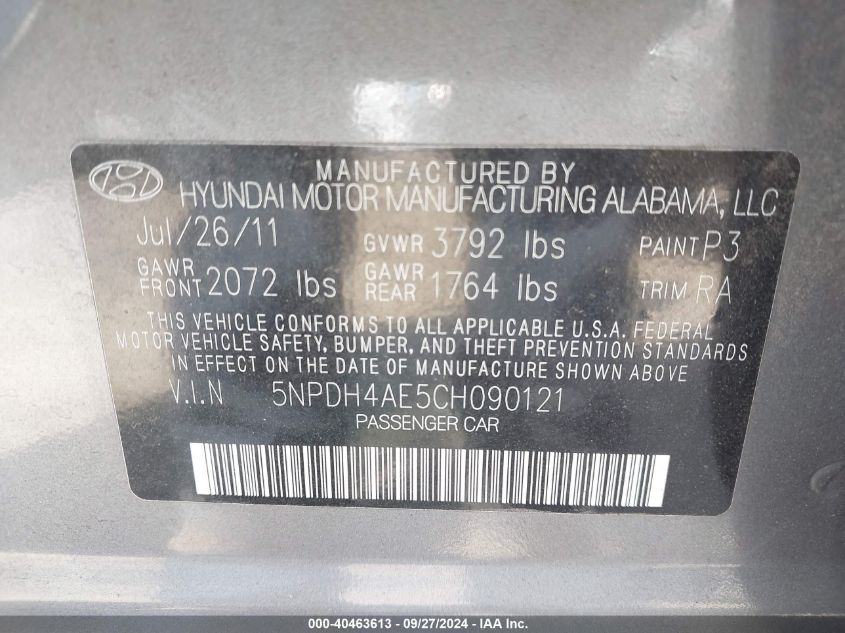 MANUFACTURED BY
HYUNDAI MOTOR MANUFACTURING ALABAMA, LLC
Jul/26/11 GVWR 3792 lbs PAINT P3
GAWR FRONT 2072 lbs GAWR REAR 1764 lbs TRIM RA
THIS VEHICLE CONFORMS TO ALL APPLICABLE U.S.A. FEDERAL
MOTOR VEHICLE SAFETY, BUMPER, AND THEFT PREVENTION STANDARDS
IN EFFECT ON THE DATE OF MANUFACTURE SHOWN ABOVE
V.I.N 5NPDH4AE5CH090121
PASSENGER CAR
000-40463613 - 09/27/2024 - IAA Inc.